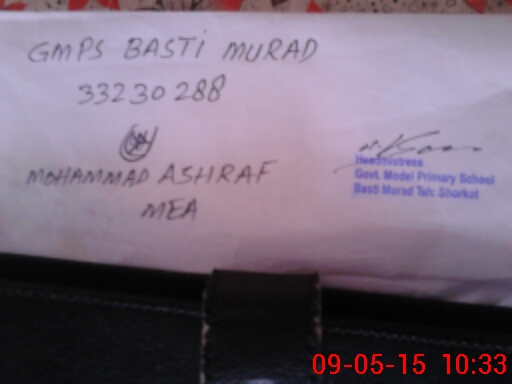 GMPS BASTI MURAD
33230288
MOHAMMAD ASHRAF
MEA
Headmistress
Govt. Model Primary School
Basti Murad Teh: Shorkot
09-05-15 10:33